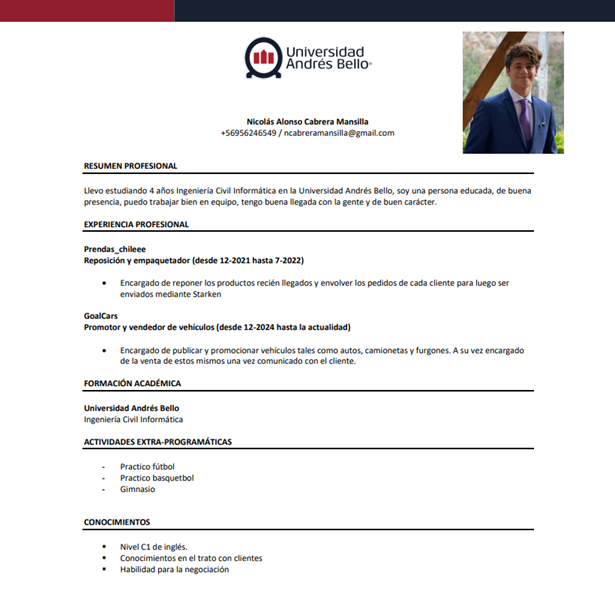 Universidad
Andrés Bello®
Nicolás Alonso Cabrera Mansilla
+56956246549 / ncabreramansilla@gmail.com
RESUMEN PROFESIONAL
Llevo estudiando 4 años Ingeniería Civil Informática en la Universidad Andrés Bello, soy una persona educada, de buena
presencia, puedo trabajar bien en equipo, tengo buena llegada con la gente y de buen carácter.
EXPERIENCIA PROFESIONAL
Prendas_chileee
Reposición y empaquetador (desde 12-2021 hasta 7-2022)
• Encargado de reponer los productos recién llegados y envolver los pedidos de cada cliente para luego ser
enviados mediante Starken
GoalCars
Promotor y vendedor de vehículos (desde 12-2024 hasta la actualidad)
• Encargado de publicar y promocionar vehículos tales como autos, camionetas y furgones. A su vez encargado
de la venta de estos mismos una vez comunicado con el cliente.
FORMACIÓN ACADÉMICA
Universidad Andrés Bello
Ingeniería Civil Informática
ACTIVIDADES EXTRA-PROGRAMÁTICAS
- Practico fútbol
- Practico basquetbol
- Gimnasio
CONOCIMIENTOS
▪ Nivel C1 de inglés.
▪ Conocimientos en el trato con clientes
▪ Habilidad para la negociación